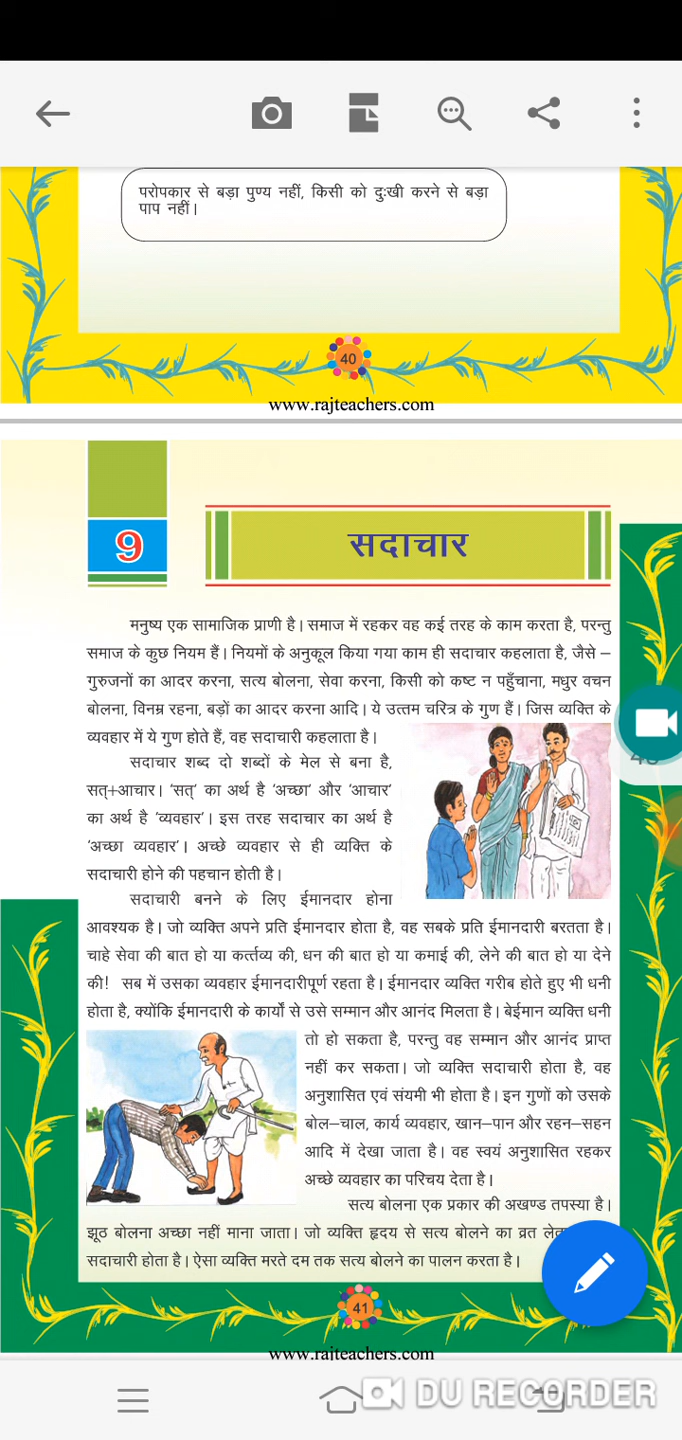 परोपकार से बड़ा पुण्य नहीं, किसी को दुःखी करने से बड़ा
पाप नहीं।
40
www.rajteachers.com
9
सदाचार
मनुष्य एक सामाजिक प्राणी है। समाज में रहकर वह कई तरह के काम करता है, परन्तु
समाज के कुछ नियम हैं। नियमों के अनुकूल किया गया काम ही सदाचार कहलाता है, जैसे –
गुरुजनों का आदर करना, सत्य बोलना, सेवा करना, किसी को कष्ट न पहुँचाना, मधुर वचन
बोलना, विनम्र रहना, बड़ों का आदर करना आदि। ये उत्तम चरित्र के गुण हैं। जिस व्यक्ति के
व्यवहार में ये गुण होते हैं, वह सदाचारी कहलाता है।
सदाचार शब्द दो शब्दों के मेल से बना है,
सत्+आचार। ‘सत्’ का अर्थ है ‘अच्छा’ और ‘आचार’
का अर्थ है ‘व्यवहार’। इस तरह सदाचार का अर्थ है
‘अच्छा व्यवहार’। अच्छे व्यवहार से ही व्यक्ति के
सदाचारी होने की पहचान होती है।
सदाचारी बनने के लिए ईमानदार होना
आवश्यक है। जो व्यक्ति अपने प्रति ईमानदार होता है, वह सबके प्रति ईमानदारी बरतता है।
चाहे सेवा की बात हो या कर्त्तव्य की, धन की बात हो या कमाई की, लेने की बात हो या देने
की! सब में उसका व्यवहार ईमानदारीपूर्ण रहता है। ईमानदार व्यक्ति गरीब होते हुए भी धनी
होता है, क्योंकि ईमानदारी के कार्यों से उसे सम्मान और आनंद मिलता है। बेईमान व्यक्ति धनी
तो हो सकता है, परन्तु वह सम्मान और आनंद प्राप्त
नहीं कर सकता। जो व्यक्ति सदाचारी होता है, वह
अनुशासित एवं संयमी भी होता है। इन गुणों को उसके
बोल–चाल, कार्य व्यवहार, खान–पान और रहन–सहन
आदि में देखा जाता है। वह स्वयं अनुशासित रहकर
अच्छे व्यवहार का परिचय देता है।
सत्य बोलना एक प्रकार की अखण्ड तपस्या है।
झूठ बोलना अच्छा नहीं माना जाता। जो व्यक्ति हृदय से सत्य बोलने का व्रत
सदाचारी होता है। ऐसा व्यक्ति मरते दम तक सत्य बोलने का पालन करता है।
41
www.rajteachers.com
DU RECORDER